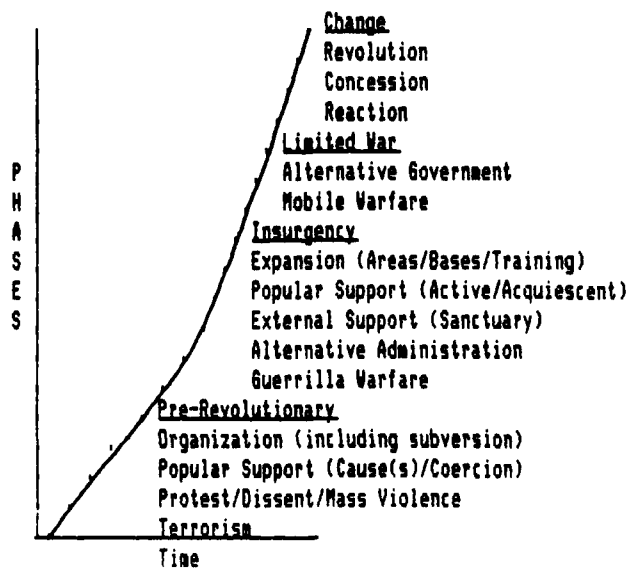 Change
Revolution
Concession
Reaction
Limited War
Alternative Government
Mobile Warfare
Insurgency
Expansion (Areas/Bases/Training)
Popular Support (Active/Acquiescent)
External Support (Sanctuary)
Alternative Administration
Guerrilla Warfare
Pre-Revolutionary
Organization (including subversion)
Popular Support (Cause(s)/Coercion)
Protest/Dissent/Mass Violence
Terrorism
Time
PHASES